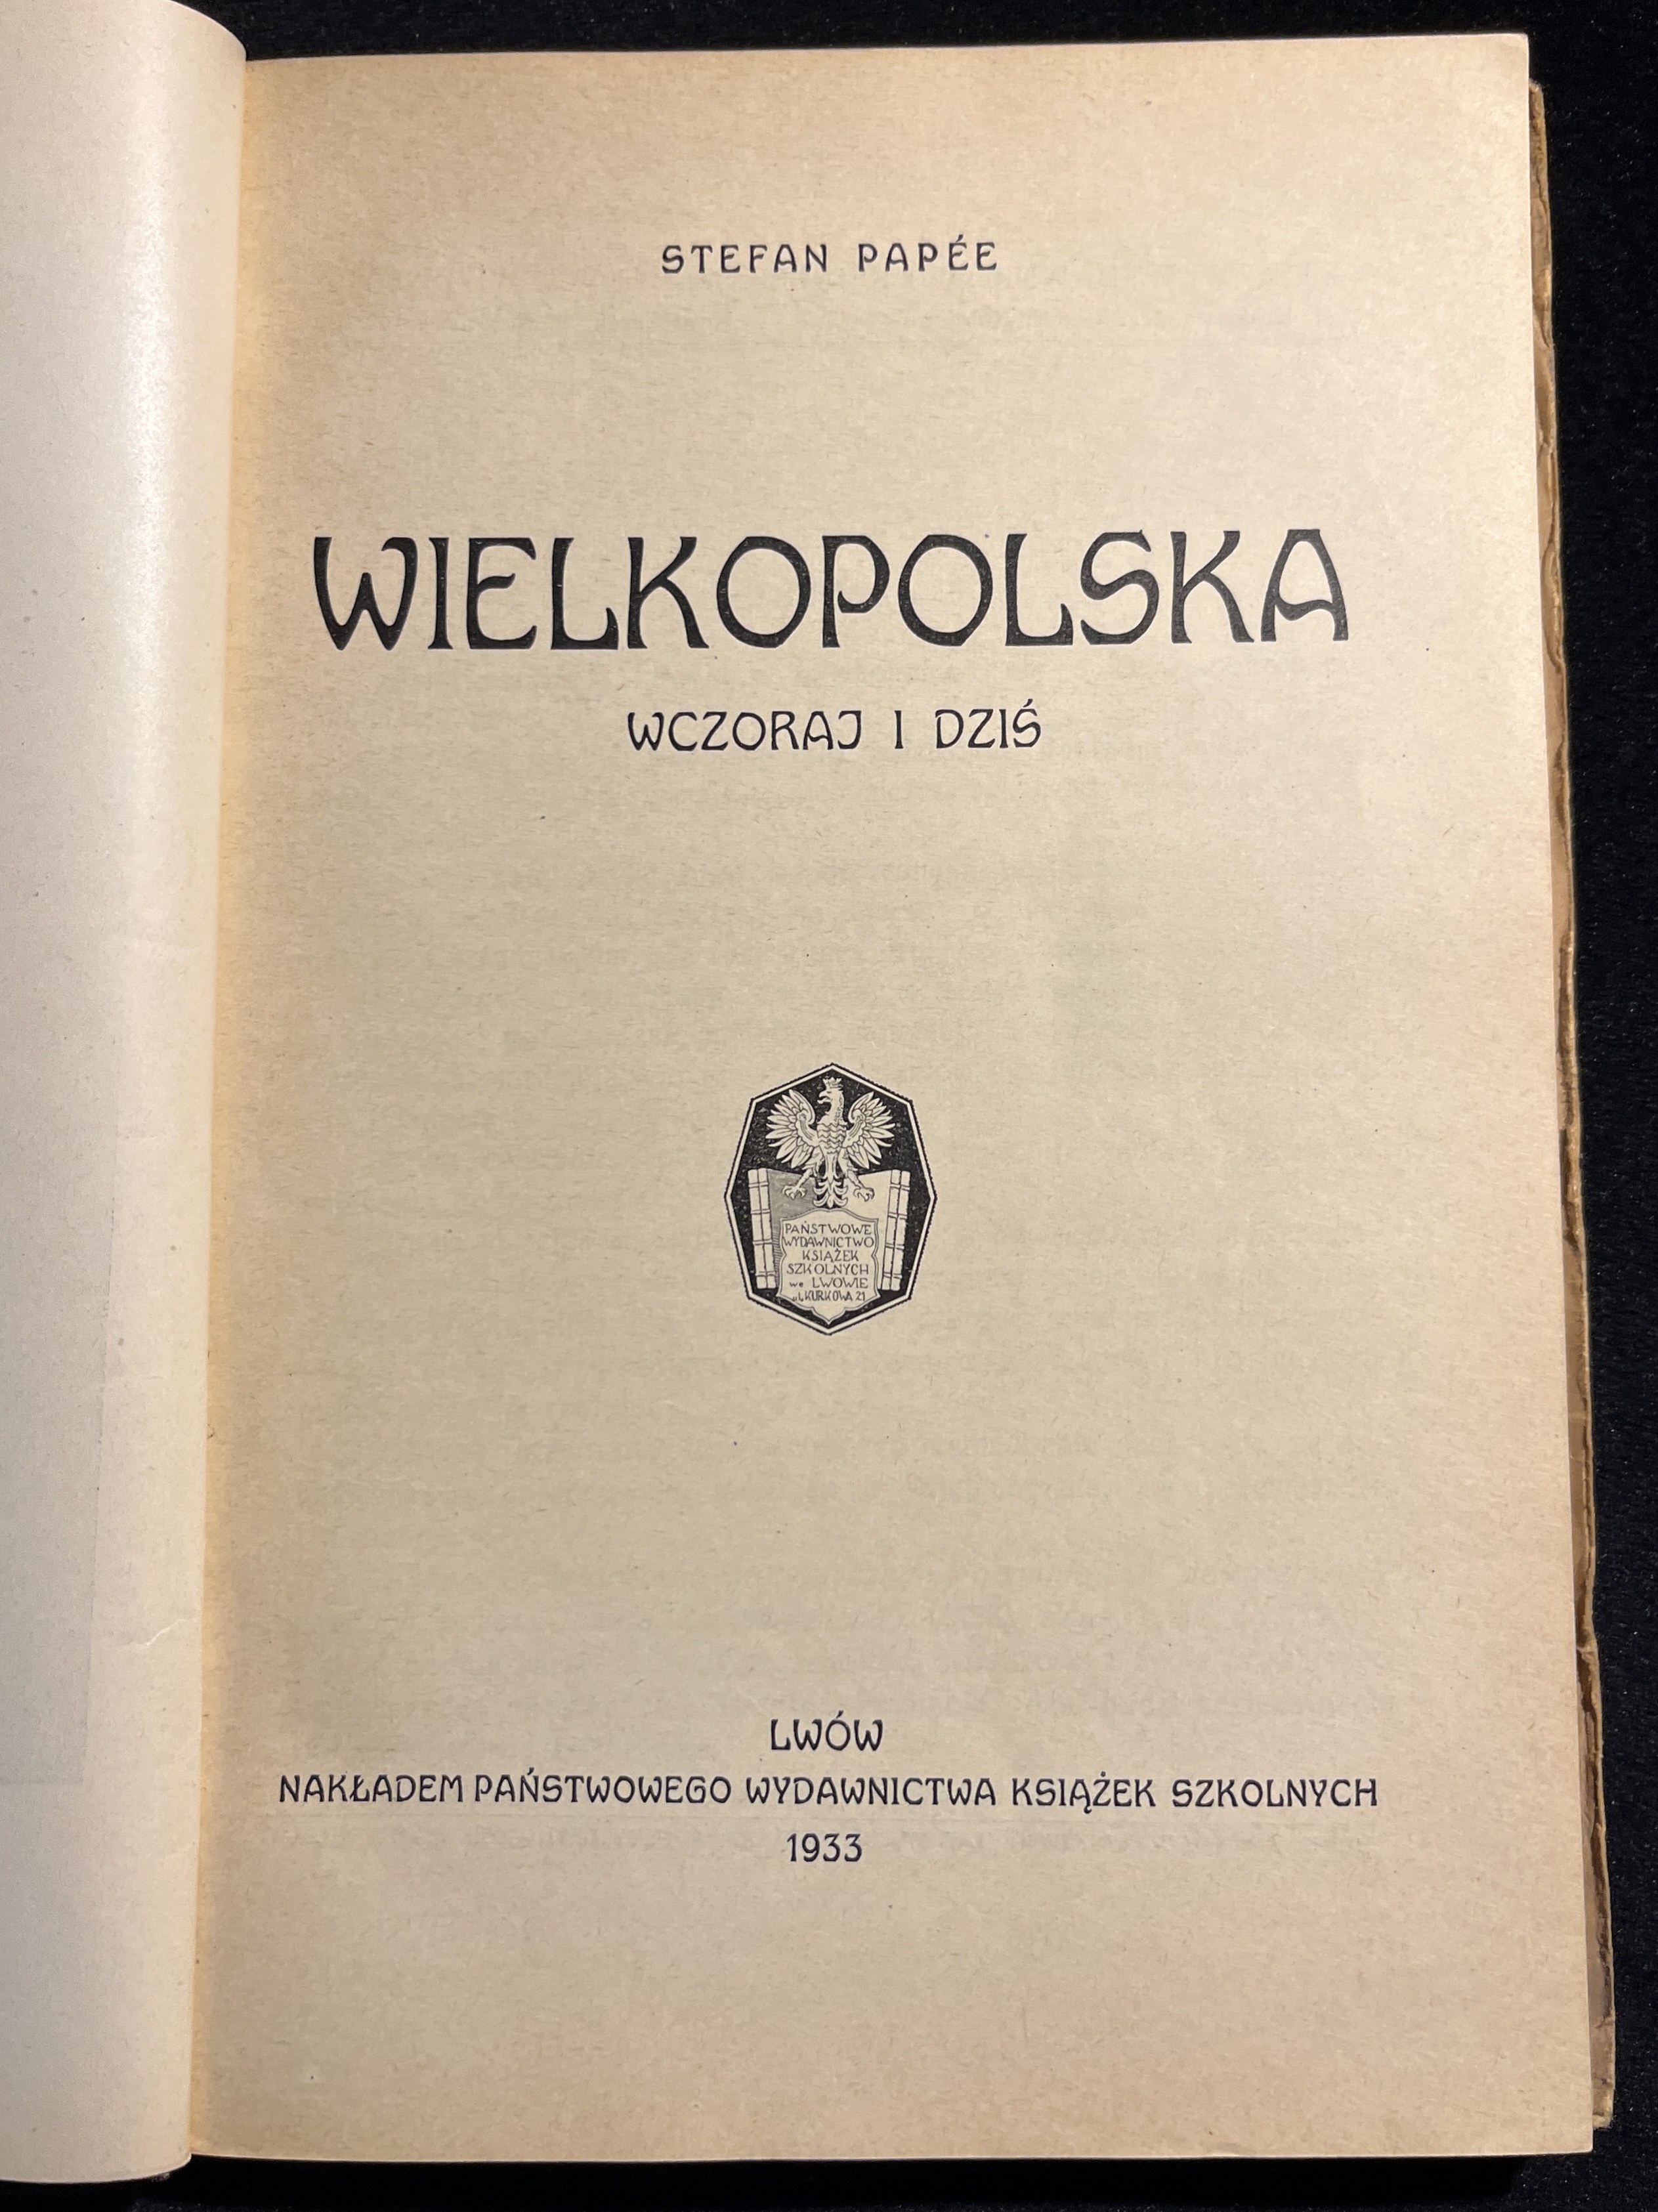 STEFAN PAPÉE
WIELKOPOLSKA
WCZORAJ I DZIŚ
PAŃSTWOWE
WYDAWNICTWO
KSIĄŻEK
SZKOLNYCH
we LWOWIE
ul. KURKOWA 21
LWÓW
NAKŁADEM PAŃSTWOWEGO WYDAWNICTWA KSIĄŻEK SZKOLNYCH
1933